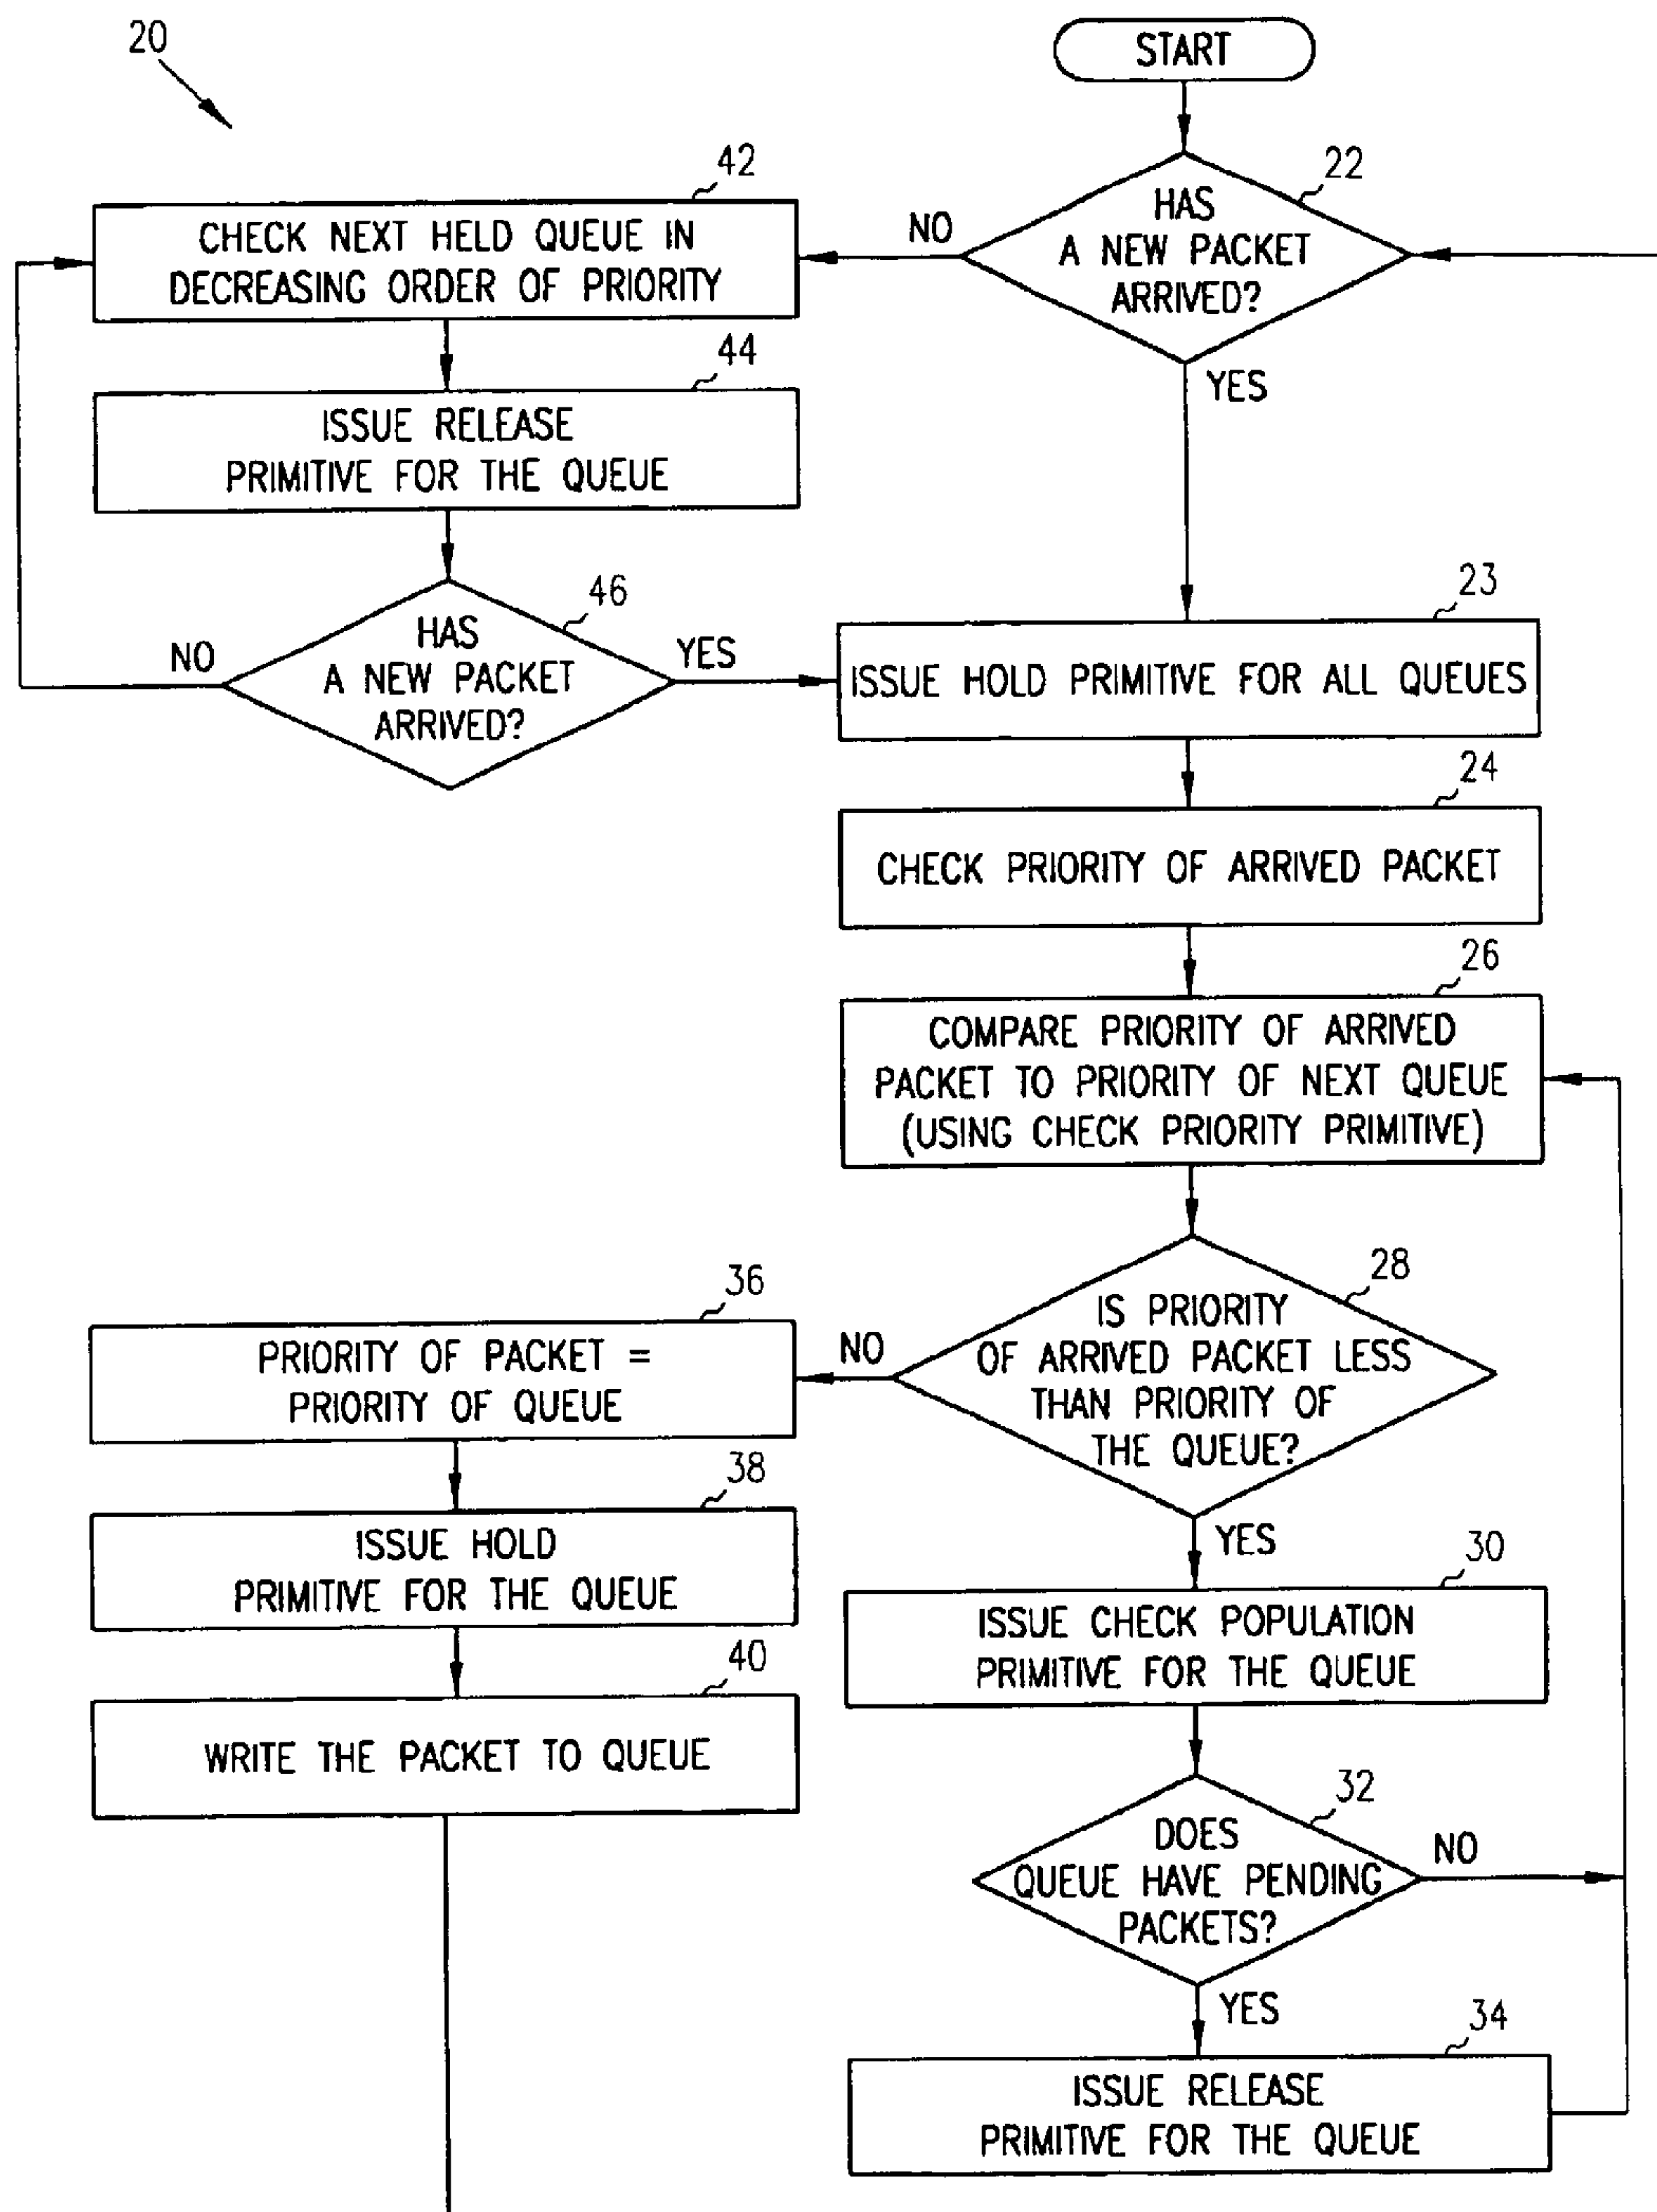 20
START
22
HAS
A NEW PACKET
ARRIVED?
NO
YES
42
CHECK NEXT HELD QUEUE IN
DECREASING ORDER OF PRIORITY
44
ISSUE RELEASE
PRIMITIVE FOR THE QUEUE
46
HAS
A NEW PACKET
ARRIVED?
NO
YES
23
ISSUE HOLD PRIMITIVE FOR ALL QUEUES
24
CHECK PRIORITY OF ARRIVED PACKET
26
COMPARE PRIORITY OF ARRIVED
PACKET TO PRIORITY OF NEXT QUEUE
(USING CHECK PRIORITY PRIMITIVE)
28
IS PRIORITY
OF ARRIVED PACKET LESS
THAN PRIORITY OF
THE QUEUE?
NO
YES
36
PRIORITY OF PACKET =
PRIORITY OF QUEUE
38
ISSUE HOLD
PRIMITIVE FOR THE QUEUE
40
WRITE THE PACKET TO QUEUE
30
ISSUE CHECK POPULATION
PRIMITIVE FOR THE QUEUE
32
DOES
QUEUE HAVE PENDING
PACKETS?
NO
YES
34
ISSUE RELEASE
PRIMITIVE FOR THE QUEUE